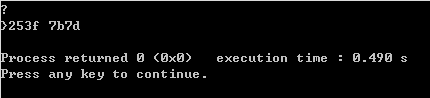 ?
}253f 7b7d

Process returned 0 (0x0)   execution time : 0.490 s
Press any key to continue.